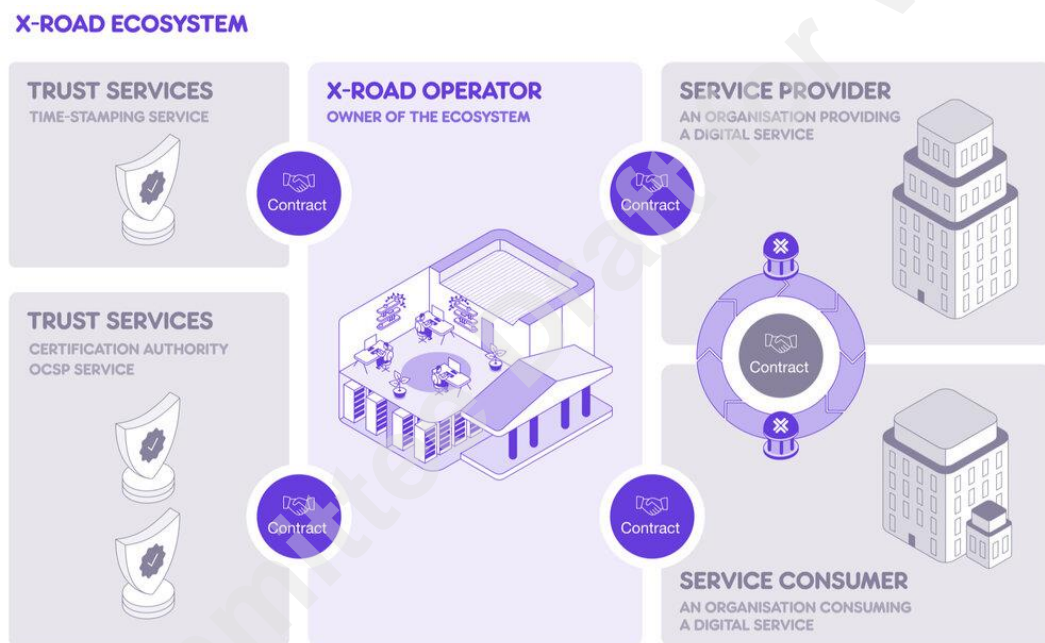 X-ROAD ECOSYSTEM
TRUST SERVICES
TIME-STAMPING SERVICE
Contract
X-ROAD OPERATOR
OWNER OF THE ECOSYSTEM
Contract
SERVICE PROVIDER
AN ORGANISATION PROVIDING
A DIGITAL SERVICE
TRUST SERVICES
CERTIFICATION AUTHORITY
OCSP SERVICE
Contract
Contract
Contract
SERVICE CONSUMER
AN ORGANISATION CONSUMING
A DIGITAL SERVICE